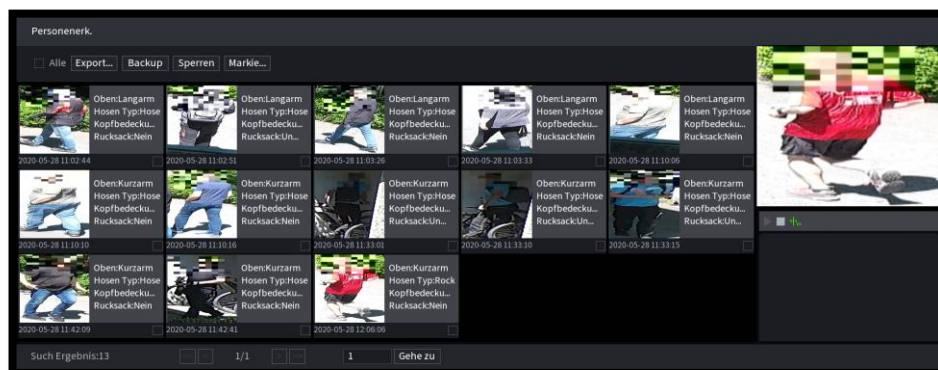 Personenerk.
Alle Export... Backup Sperren Markie...
Oben:Langarm
Hosen Typ:Hose
Kopfbedecku...
Rucksack:Nein
2020-05-28 11:02:44
Oben:Langarm
Hosen Typ:Hose
Kopfbedecku...
Rucksack:Un...
2020-05-28 11:02:51
Oben:Langarm
Hosen Typ:Hose
Kopfbedecku...
Rucksack:Nein
2020-05-28 11:03:26
Oben:Langarm
Hosen Typ:Hose
Kopfbedecku...
Rucksack:Nein
2020-05-28 11:03:33
Oben:Langarm
Hosen Typ:Hose
Kopfbedecku...
Rucksack:Nein
2020-05-28 11:10:06
Oben:Kurzarm
Hosen Typ:Hose
Kopfbedecku...
Rucksack:Nein
2020-05-28 11:10:10
Oben:Kurzarm
Hosen Typ:Hose
Kopfbedecku...
Rucksack:Nein
2020-05-28 11:10:16
Oben:Kurzarm
Hosen Typ:Hose
Kopfbedecku...
Rucksack:Un...
2020-05-28 11:33:01
Oben:Kurzarm
Hosen Typ:Hose
Kopfbedecku...
Rucksack:Un...
2020-05-28 11:33:10
Oben:Kurzarm
Hosen Typ:Hose
Kopfbedecku...
Rucksack:Un...
2020-05-28 11:33:15
Oben:Kurzarm
Hosen Typ:Hose
Kopfbedecku...
Rucksack:Nein
2020-05-28 11:42:09
Oben:Kurzarm
Hosen Typ:Hose
Kopfbedecku...
Rucksack:Nein
2020-05-28 11:42:41
Oben:Kurzarm
Hosen Typ:Rock
Kopfbedecku...
Rucksack:Nein
2020-05-28 12:06:06
Such Ergebnis:13 1/1 1 Gehe zu